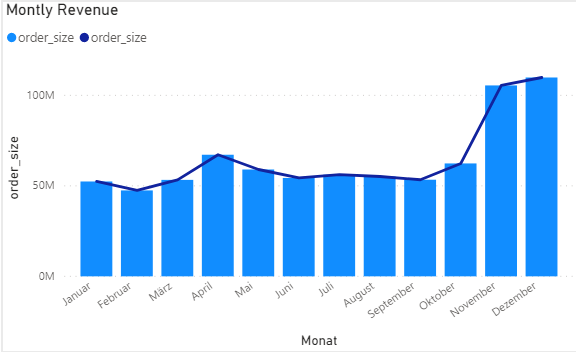 Montly Revenue
order_size order_size
100M
50M
0M
order_size
Januar Februar März April Mai Juni Juli August September Oktober November Dezember
Monat